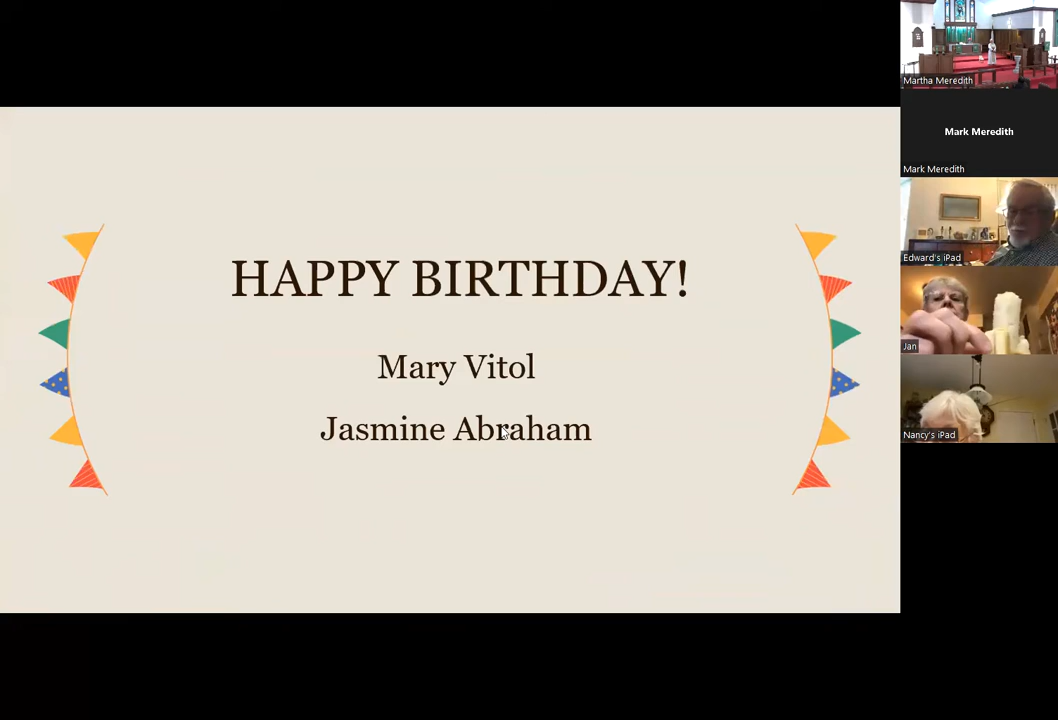 HAPPY BIRTHDAY!
Mary Vitol
Jasmine Abraham
Martha Meredith
Mark Meredith
Mark Meredith
Edward's iPad
Jan
Nancy's iPad